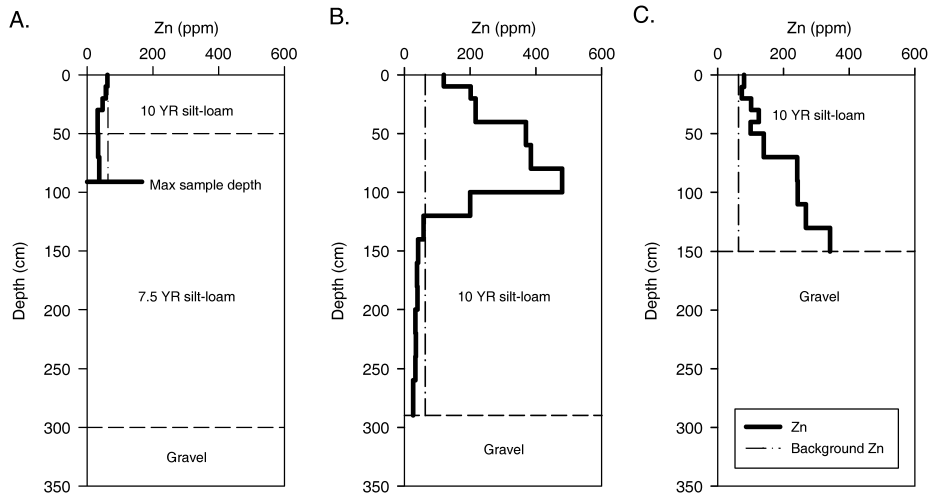 A.
Zn (ppm)
0 200 400 600
0
50
100
150
200
250
300
350
Depth (cm)
10 YR silt-loam
Max sample depth
7.5 YR silt-loam
Gravel
B.
Zn (ppm)
0 200 400 600
0
50
100
150
200
250
300
350
Depth (cm)
10 YR silt-loam
Gravel
C.
Zn (ppm)
0 200 400 600
0
50
100
150
200
250
300
350
Depth (cm)
10 YR silt-loam
Gravel
Zn
Background Zn